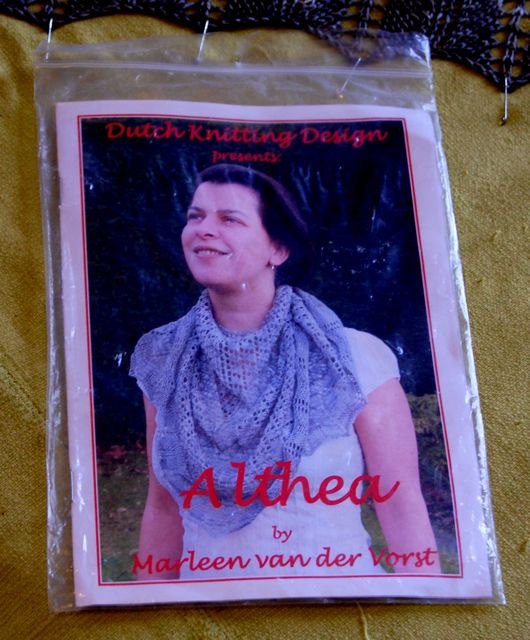 Dutch Knitting Design
presents
Althea
by
Marleen van der Vorst